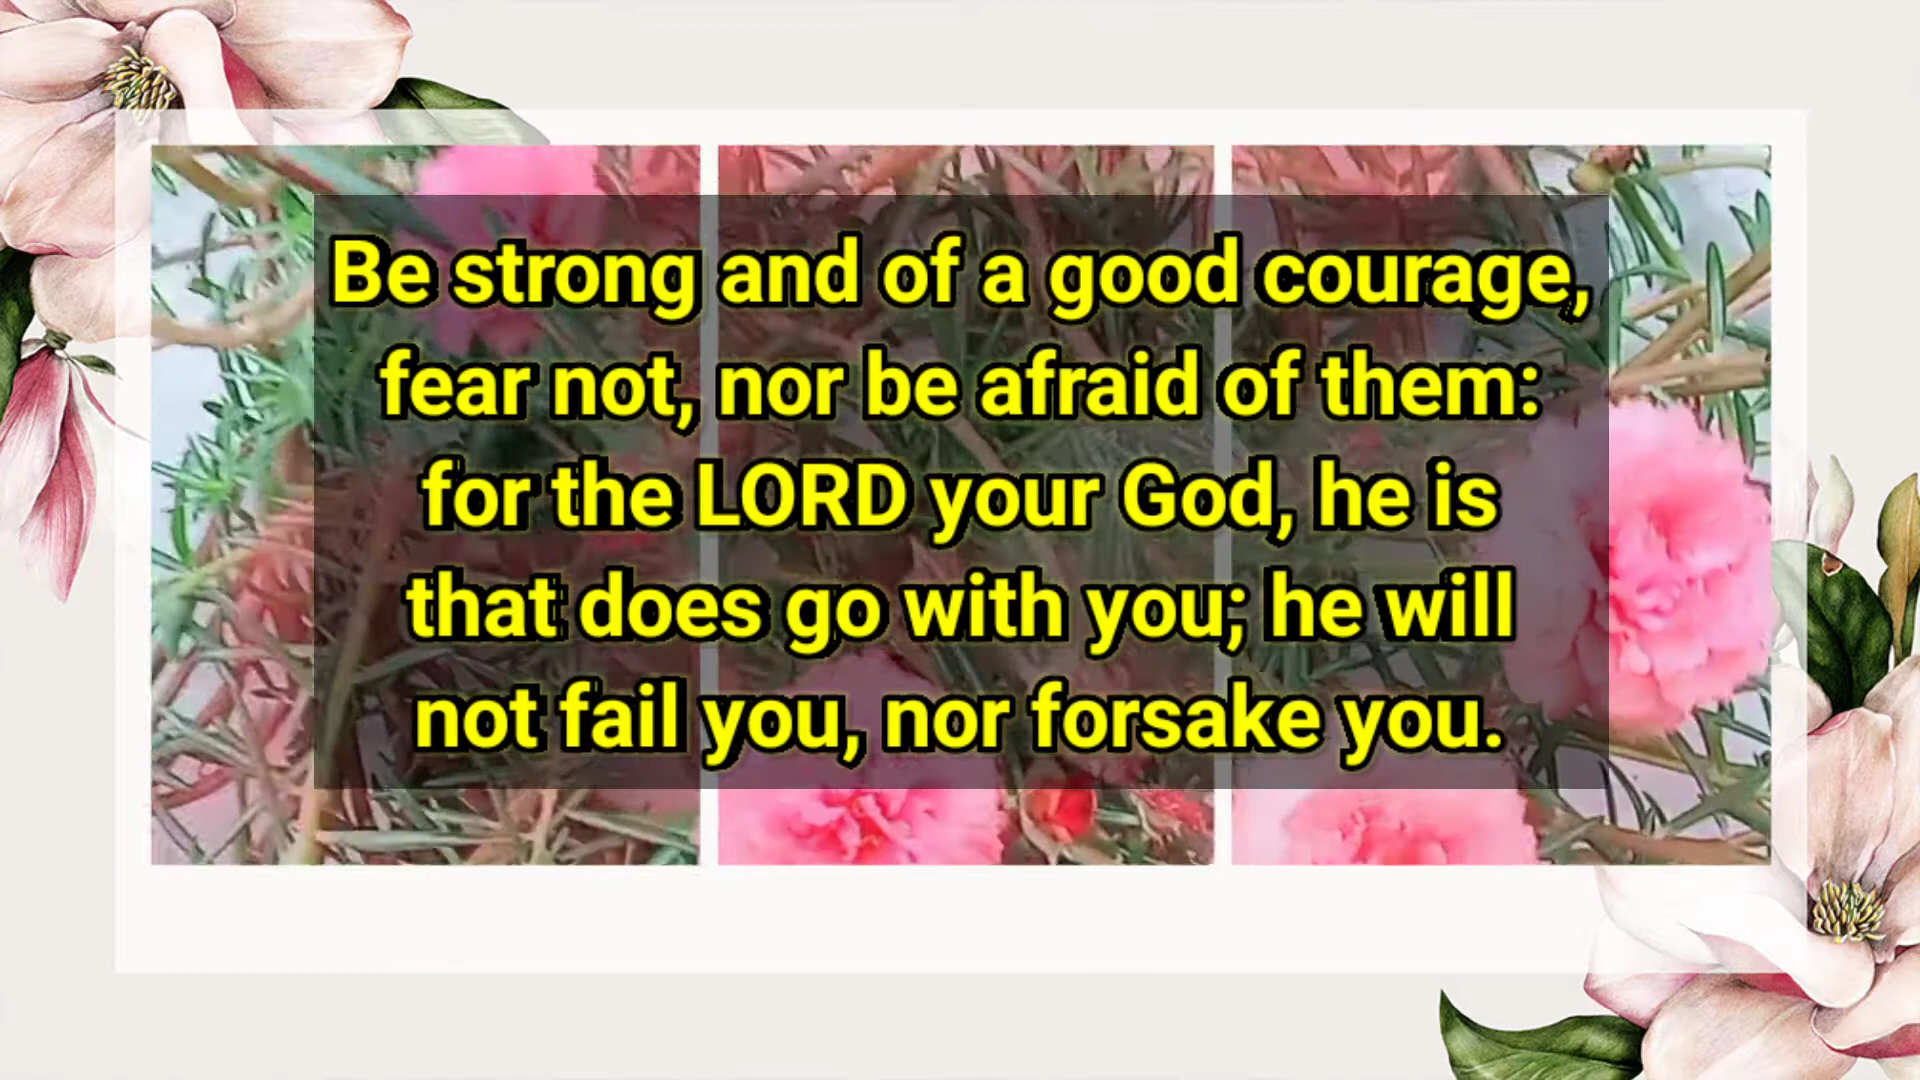 Be strong and of a good courage,
fear not, nor be afraid of them:
for the LORD your God, he is
that does go with you; he will
not fail you, nor forsake you.